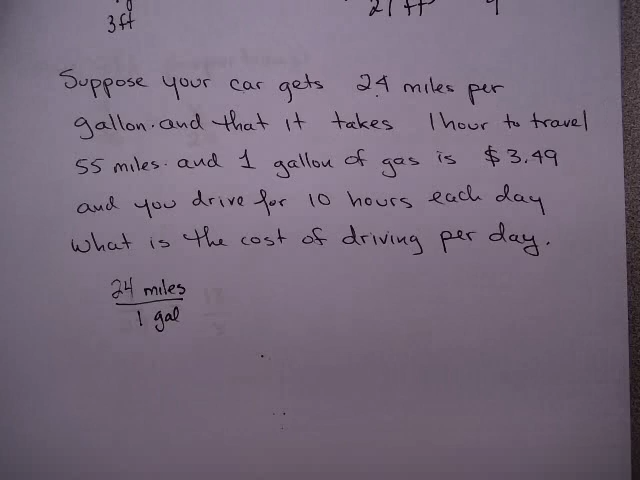 3 ft
Suppose your car gets 24 miles per
gallon. and that it takes 1 hour to travel
55 miles. and 1 gallon of gas is $3.49
and you drive for 10 hours each day
what is the cost of driving per day.
24 miles
1 gal